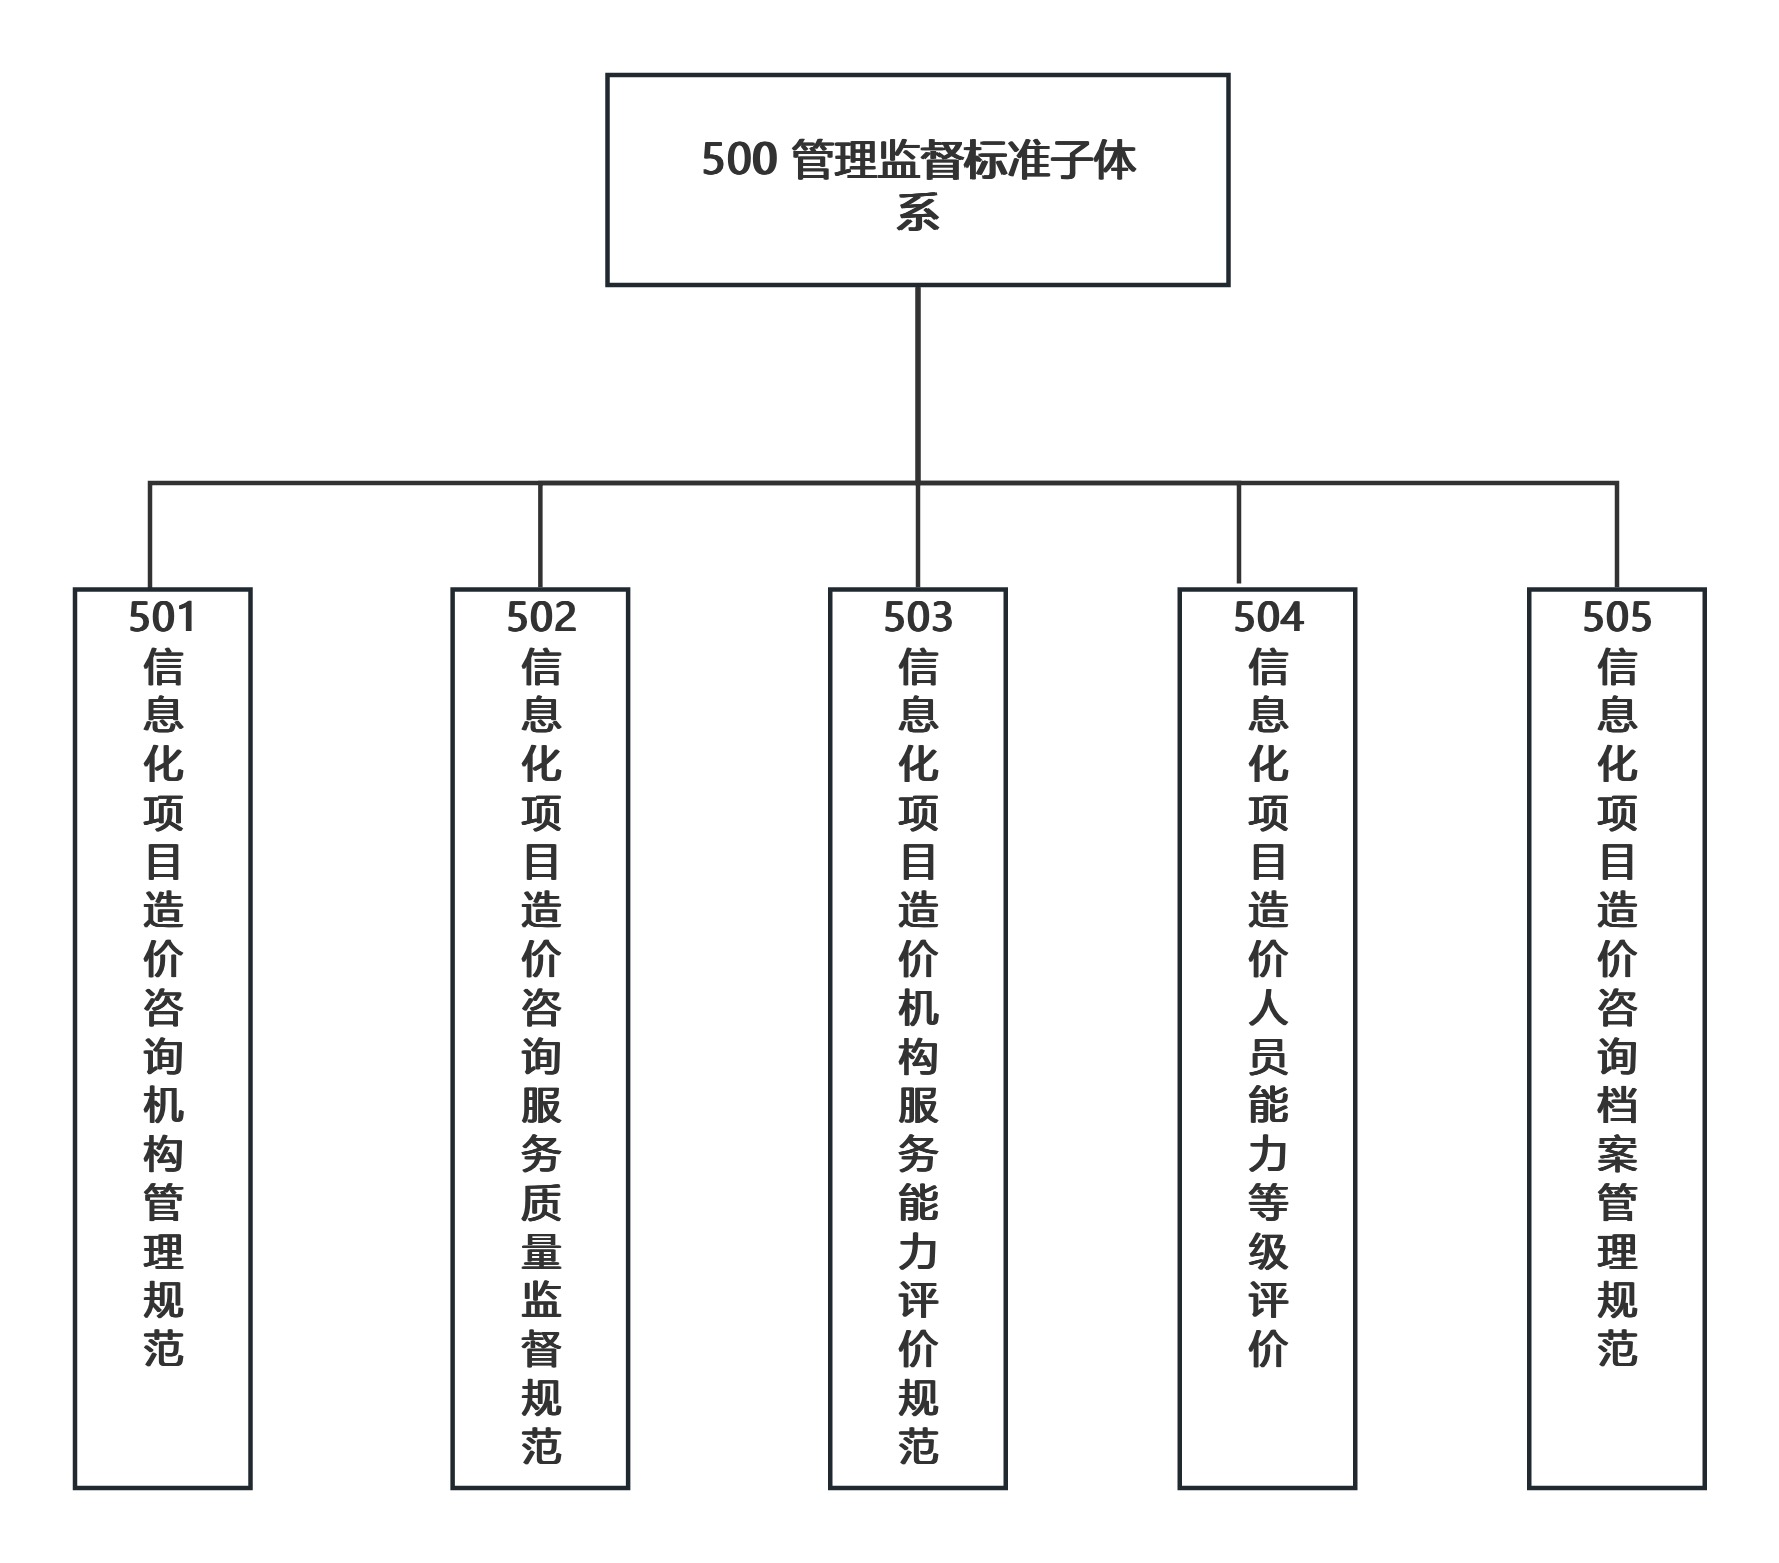 500 管理监督标准子体
系
501
信息化项目造价咨询机构管理规范
502
信息化项目造价咨询服务质量监督规范
503
信息化项目造价机构服务能力评价规范
504
信息化项目造价人员能力等级评价
505
信息化项目造价咨询档案管理规范